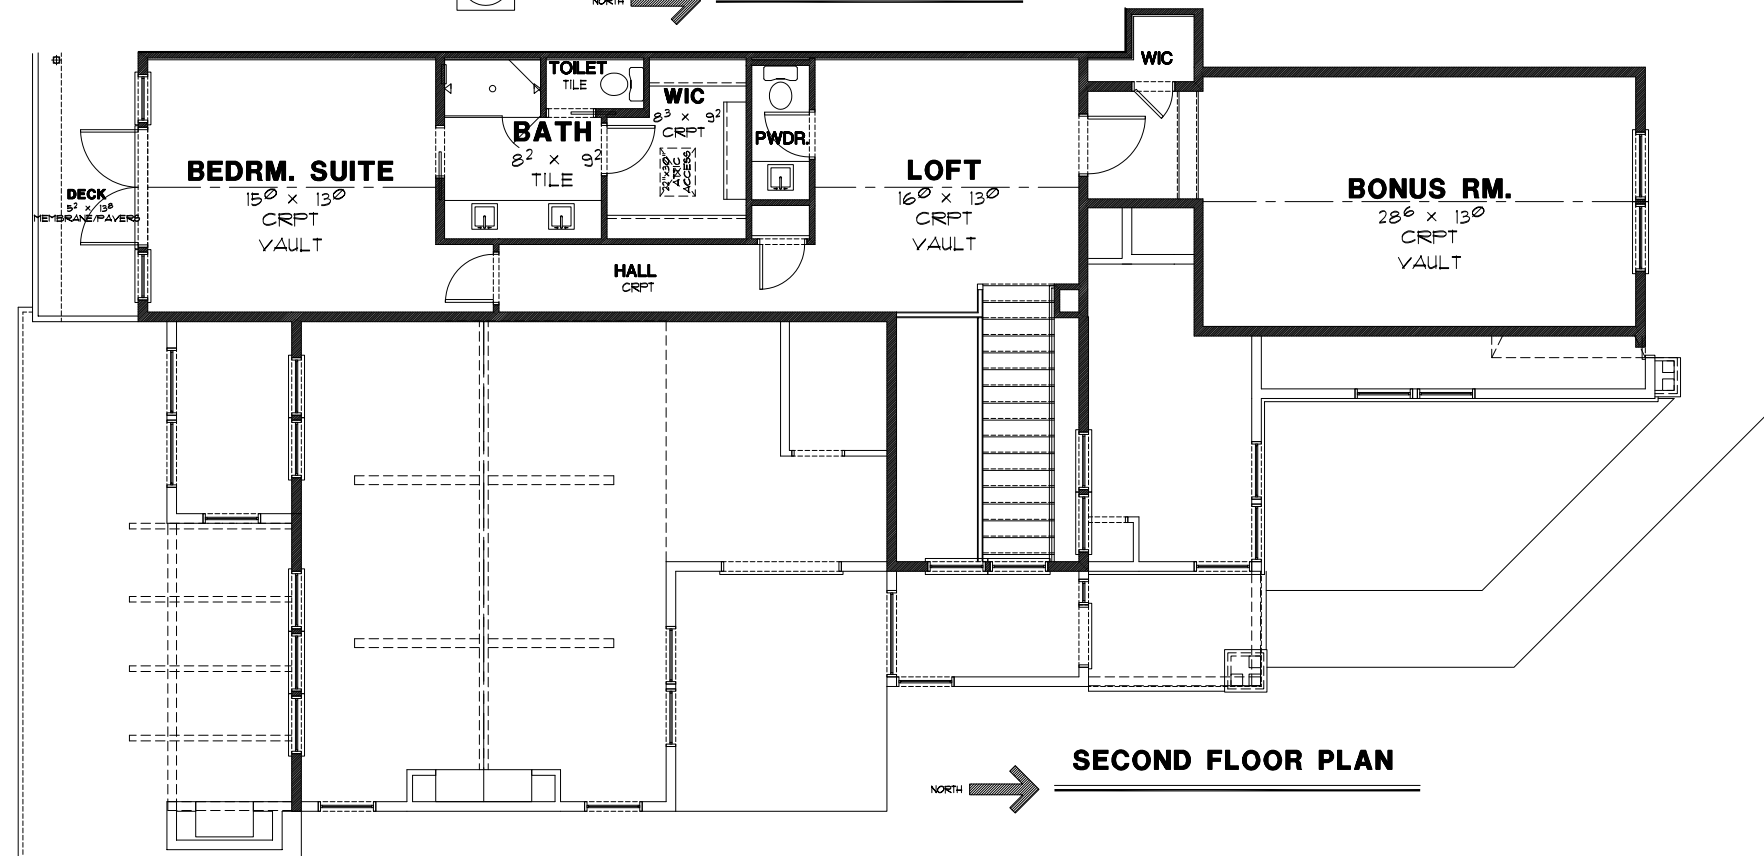 NORTH
WIC
TOILET
TILE
WIC
8³ x 9²
CRPT
22"x30"
ATTIC
ACCESS
BATH
8² x 9²
TILE
PWDR.
BEDRM. SUITE
15⁰ x 13⁰
CRPT
VAULT
DECK
5² x 13⁸
MEMBRANE/PAVERS
LOFT
16⁰ x 13⁰
CRPT
VAULT
BONUS RM.
28⁶ x 13⁰
CRPT
VAULT
HALL
CRPT
SECOND FLOOR PLAN
NORTH